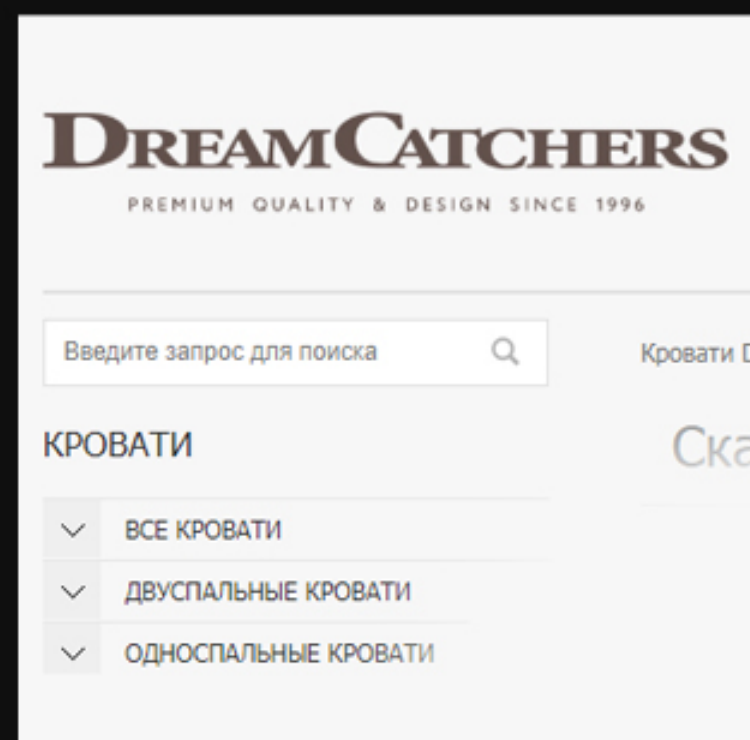 DREAMCATCHERS
PREMIUM QUALITY & DESIGN SINCE 1996
Введите запрос для поиска
Кровати
КРОВАТИ
ВСЕ КРОВАТИ
ДВУСПАЛЬНЫЕ КРОВАТИ
ОДНОСПАЛЬНЫЕ КРОВАТИ